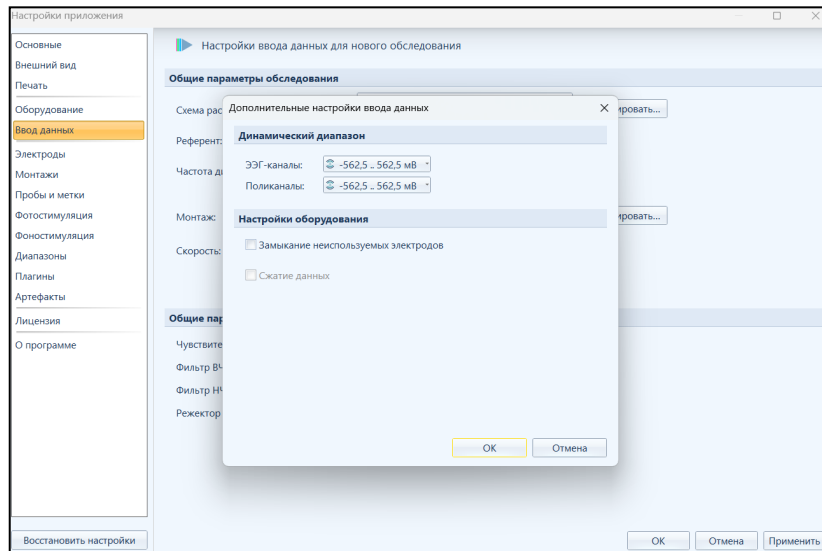 Настройки приложения
Основные
Внешний вид
Печать
Оборудование
Ввод данных
Электроды
Монтажи
Пробы и метки
Фотостимуляция
Фоностимуляция
Диапазоны
Плагины
Артефакты
Лицензия
О программе
Восстановить настройки
Настройки ввода данных для нового обследования
Общие параметры обследования
Схема рас
ировать...
Референт:
Частота д
Монтаж:
ировать...
Скорость:
Общие пар
Чувствите
Фильтр ВЧ
Фильтр НЧ
Режектор
Дополнительные настройки ввода данных
Динамический диапазон
ЭЭГ-каналы: -562,5 .. 562,5 мВ
Поликаналы: -562,5 .. 562,5 мВ
Настройки оборудования
Замыкание неиспользуемых электродов
Сжатие данных
ОК Отмена
ОК Отмена Применить